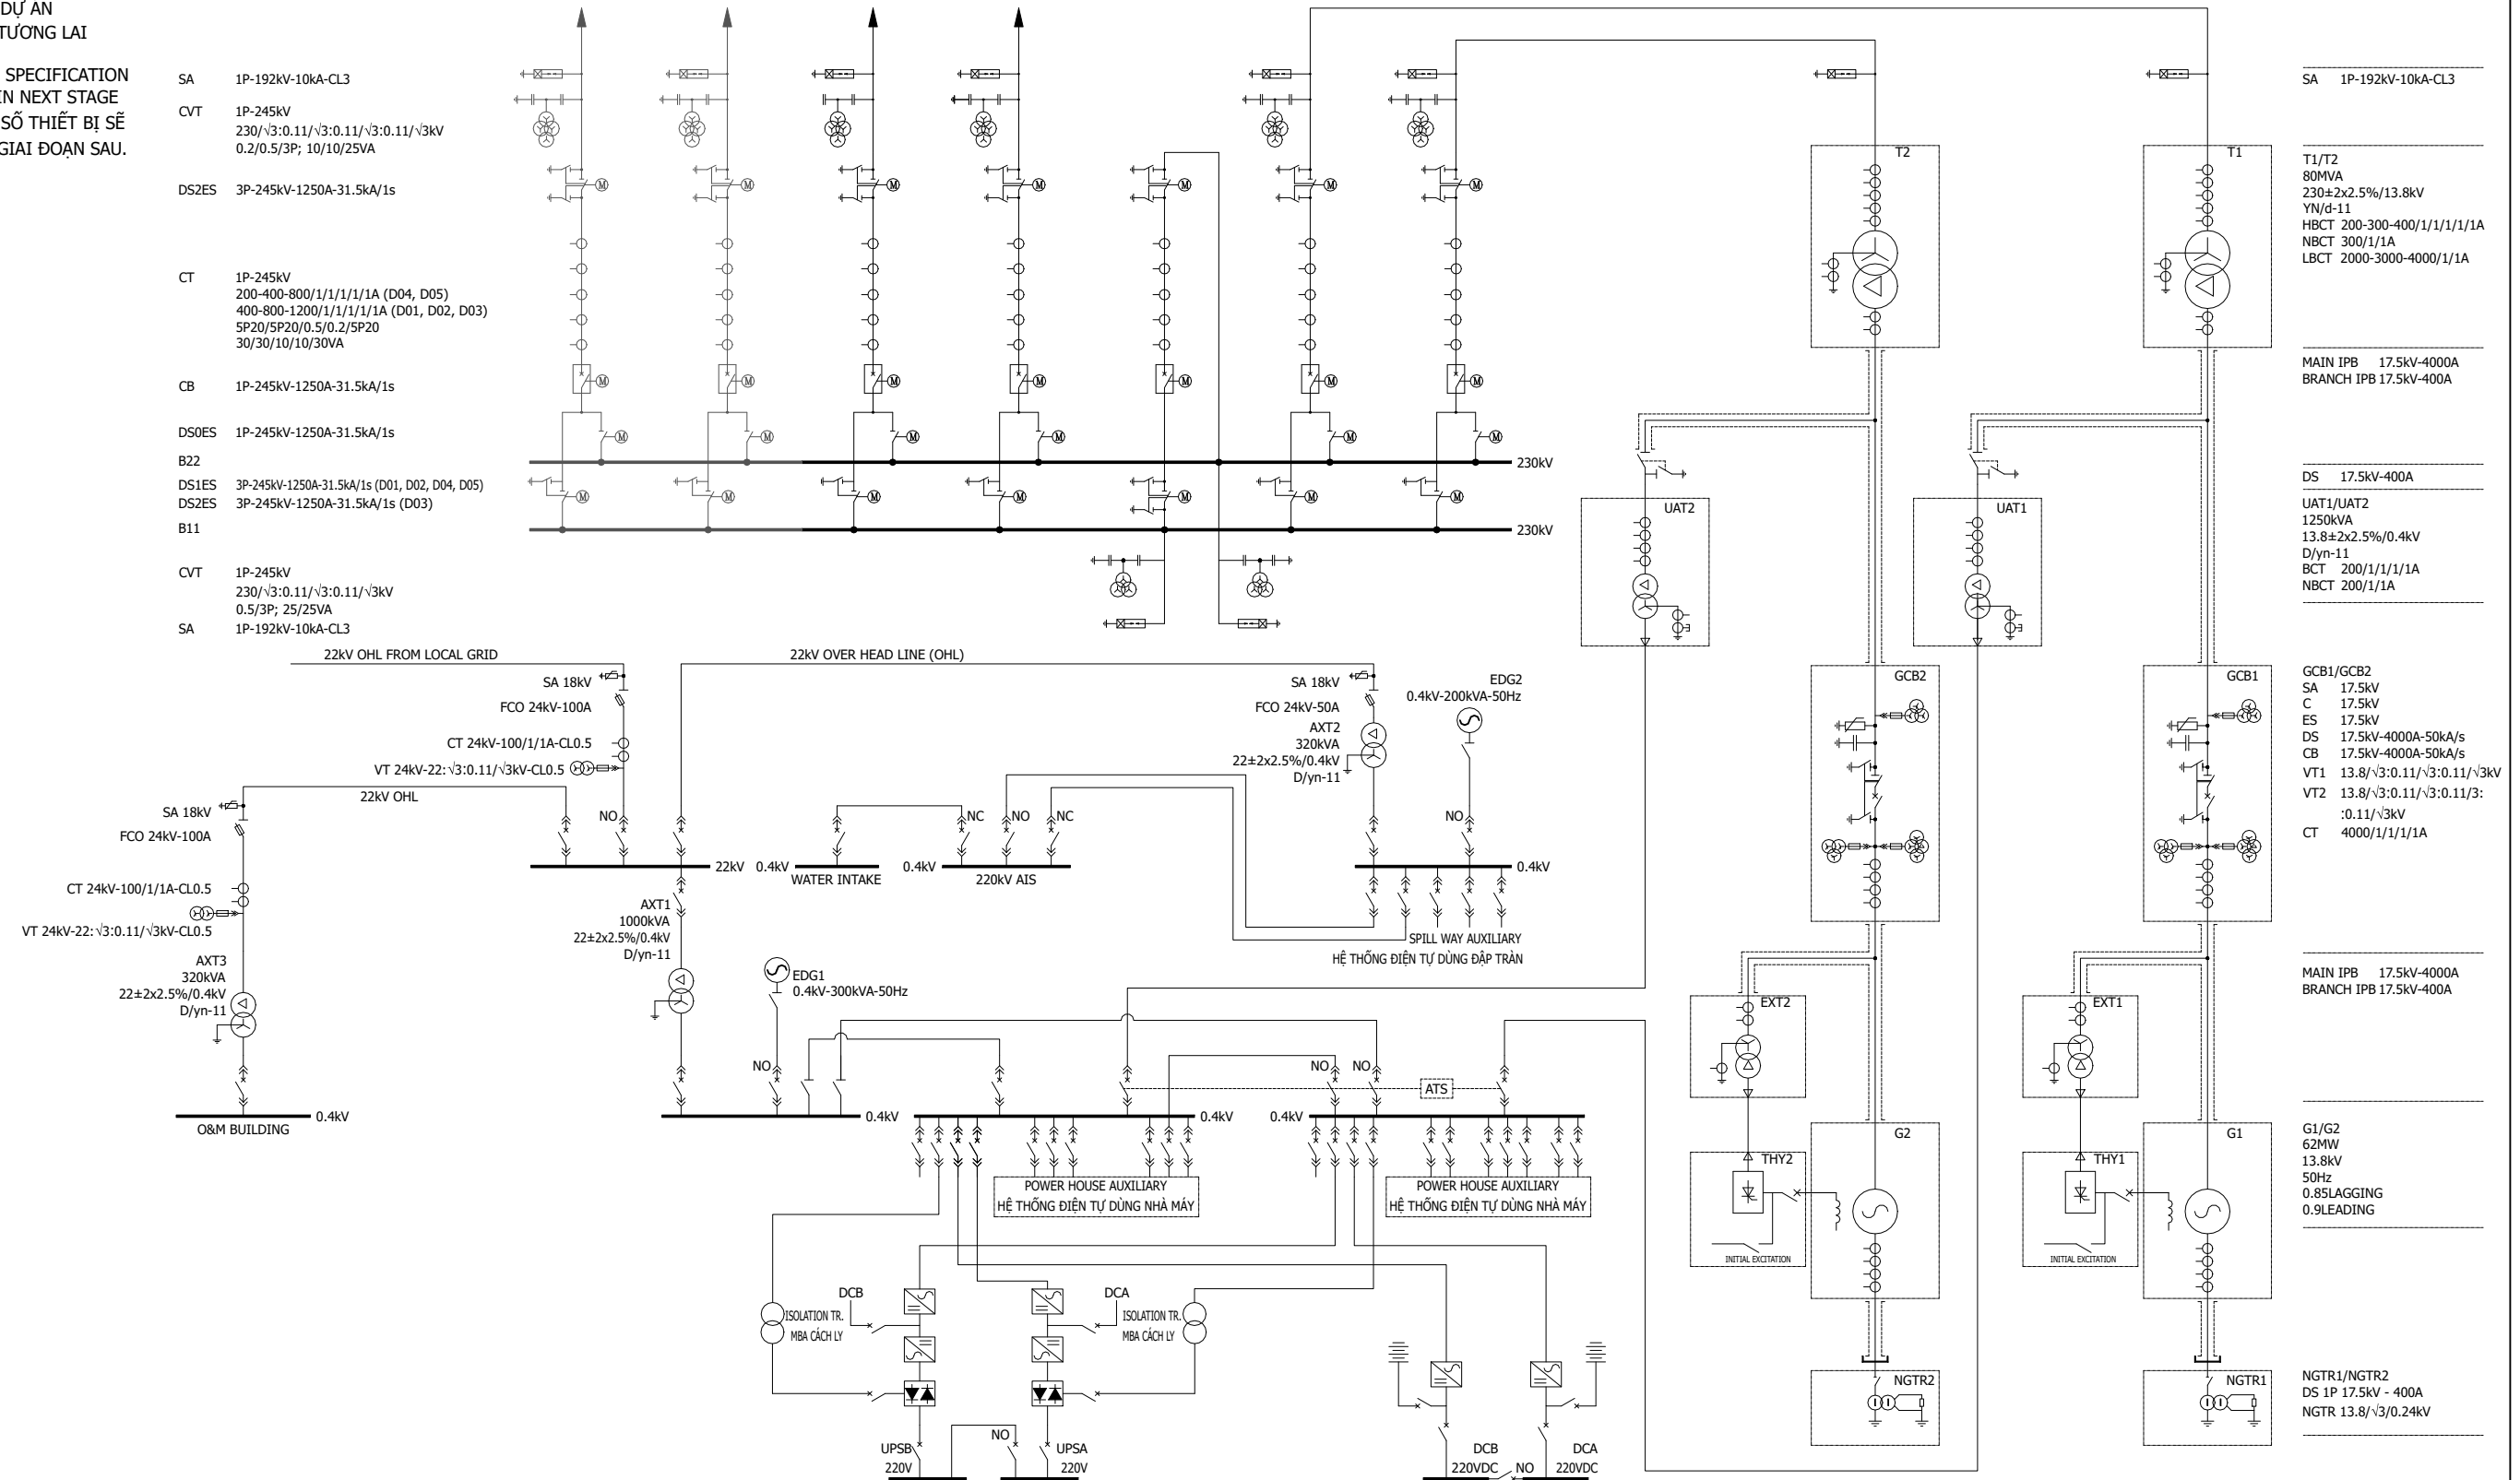 DỰ ÁN
TƯƠNG LAI
SPECIFICATION
IN NEXT STAGE
SỐ THIẾT BỊ SẼ
GIAI ĐOẠN SAU.
SA 1P-192kV-10kA-CL3
CVT 1P-245kV
230/√3:0.11/√3:0.11/√3:0.11/√3kV
0.2/0.5/3P; 10/10/25VA
DS2ES 3P-245kV-1250A-31.5kA/1s
CT 1P-245kV
200-400-800/1/1/1/1/1A (D04, D05)
400-800-1200/1/1/1/1/1A (D01, D02, D03)
5P20/5P20/0.5/0.2/5P20
30/30/10/10/30VA
CB 1P-245kV-1250A-31.5kA/1s
DS0ES 1P-245kV-1250A-31.5kA/1s
B22
DS1ES 3P-245kV-1250A-31.5kA/1s (D01, D02, D04, D05)
DS2ES 3P-245kV-1250A-31.5kA/1s (D03)
B11
CVT 1P-245kV
230/√3:0.11/√3:0.11/√3kV
0.5/3P; 25/25VA
SA 1P-192kV-10kA-CL3
M M M M M M M
M M M M M M M
M M M M M M
230kV
M M M M M M M
230kV
T2
T1
SA 1P-192kV-10kA-CL3
T1/T2
80MVA
230±2x2.5%/13.8kV
YN/d-11
HBCT 200-300-400/1/1/1/1/1A
NBCT 300/1/1A
LBCT 2000-3000-4000/1/1A
MAIN IPB 17.5kV-4000A
BRANCH IPB 17.5kV-400A
DS 17.5kV-400A
UAT2
UAT1
UAT1/UAT2
1250kVA
13.8±2x2.5%/0.4kV
D/yn-11
BCT 200/1/1/1/1A
NBCT 200/1/1A
GCB2
GCB1
GCB1/GCB2
SA 17.5kV
C 17.5kV
ES 17.5kV
DS 17.5kV-4000A-50kA/s
CB 17.5kV-4000A-50kA/s
VT1 13.8/√3:0.11/√3:0.11/√3kV
VT2 13.8/√3:0.11/√3:0.11/3:
:0.11/√3kV
CT 4000/1/1/1/1A
MAIN IPB 17.5kV-4000A
BRANCH IPB 17.5kV-400A
EXT2
EXT1
THY2
THY1
INITIAL EXCITATION
INITIAL EXCITATION
G2
G1
G1/G2
62MW
13.8kV
50Hz
0.85LAGGING
0.9LEADING
NGTR2
NGTR1
NGTR1/NGTR2
DS 1P 17.5kV - 400A
NGTR 13.8/√3/0.24kV
22kV OHL FROM LOCAL GRID
SA 18kV
FCO 24kV-100A
CT 24kV-100/1/1A-CL0.5
VT 24kV-22:√3:0.11/√3kV-CL0.5
22kV OVER HEAD LINE (OHL)
SA 18kV
FCO 24kV-50A
AXT2
320kVA
22±2x2.5%/0.4kV
D/yn-11
EDG2
0.4kV-200kVA-50Hz
22kV OHL
SA 18kV
FCO 24kV-100A
CT 24kV-100/1/1A-CL0.5
VT 24kV-22:√3:0.11/√3kV-CL0.5
AXT3
320kVA
22±2x2.5%/0.4kV
D/yn-11
0.4kV
O&M BUILDING
NO
22kV
0.4kV
WATER INTAKE
NC
NO
NC
0.4kV
220kV AIS
NO
0.4kV
SPILL WAY AUXILIARY
HỆ THỐNG ĐIỆN TỰ DÙNG ĐẬP TRÀN
AXT1
1000kVA
22±2x2.5%/0.4kV
D/yn-11
EDG1
0.4kV-300kVA-50Hz
NO
0.4kV
0.4kV
NO
NO
ATS
0.4kV
POWER HOUSE AUXILIARY
HỆ THỐNG ĐIỆN TỰ DÙNG NHÀ MÁY
POWER HOUSE AUXILIARY
HỆ THỐNG ĐIỆN TỰ DÙNG NHÀ MÁY
DCB
DCA
ISOLATION TR.
MBA CÁCH LY
ISOLATION TR.
MBA CÁCH LY
UPSB
220V
NO
UPSA
220V
DCB
220VDC
NO
DCA
220VDC